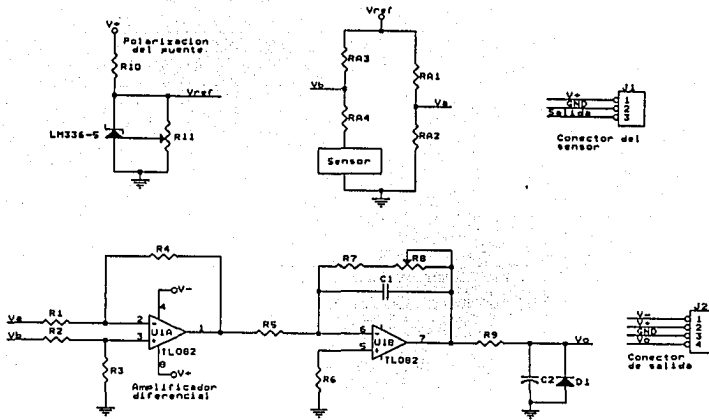 V+
Polarizacion
del puente
R10
Vref
LM336-5
R11
Vref
RA3
RA1
Vb
Va
RA4
RA2
Sensor
J1
V+
1
GND
2
Salida
3
Conector del
sensor
R4
V-
4
Va
R1
2
-
U1A
1
Vb
R2
3
+
TL082
8
V+
R3
Amplificador
diferencial
R7
R8
C1
R5
6
-
U1B
7
5
+
TL082
R6
R9
Vo
C2
D1
J2
V-
1
V+
2
GND
3
Vo
4
Conector
de salida